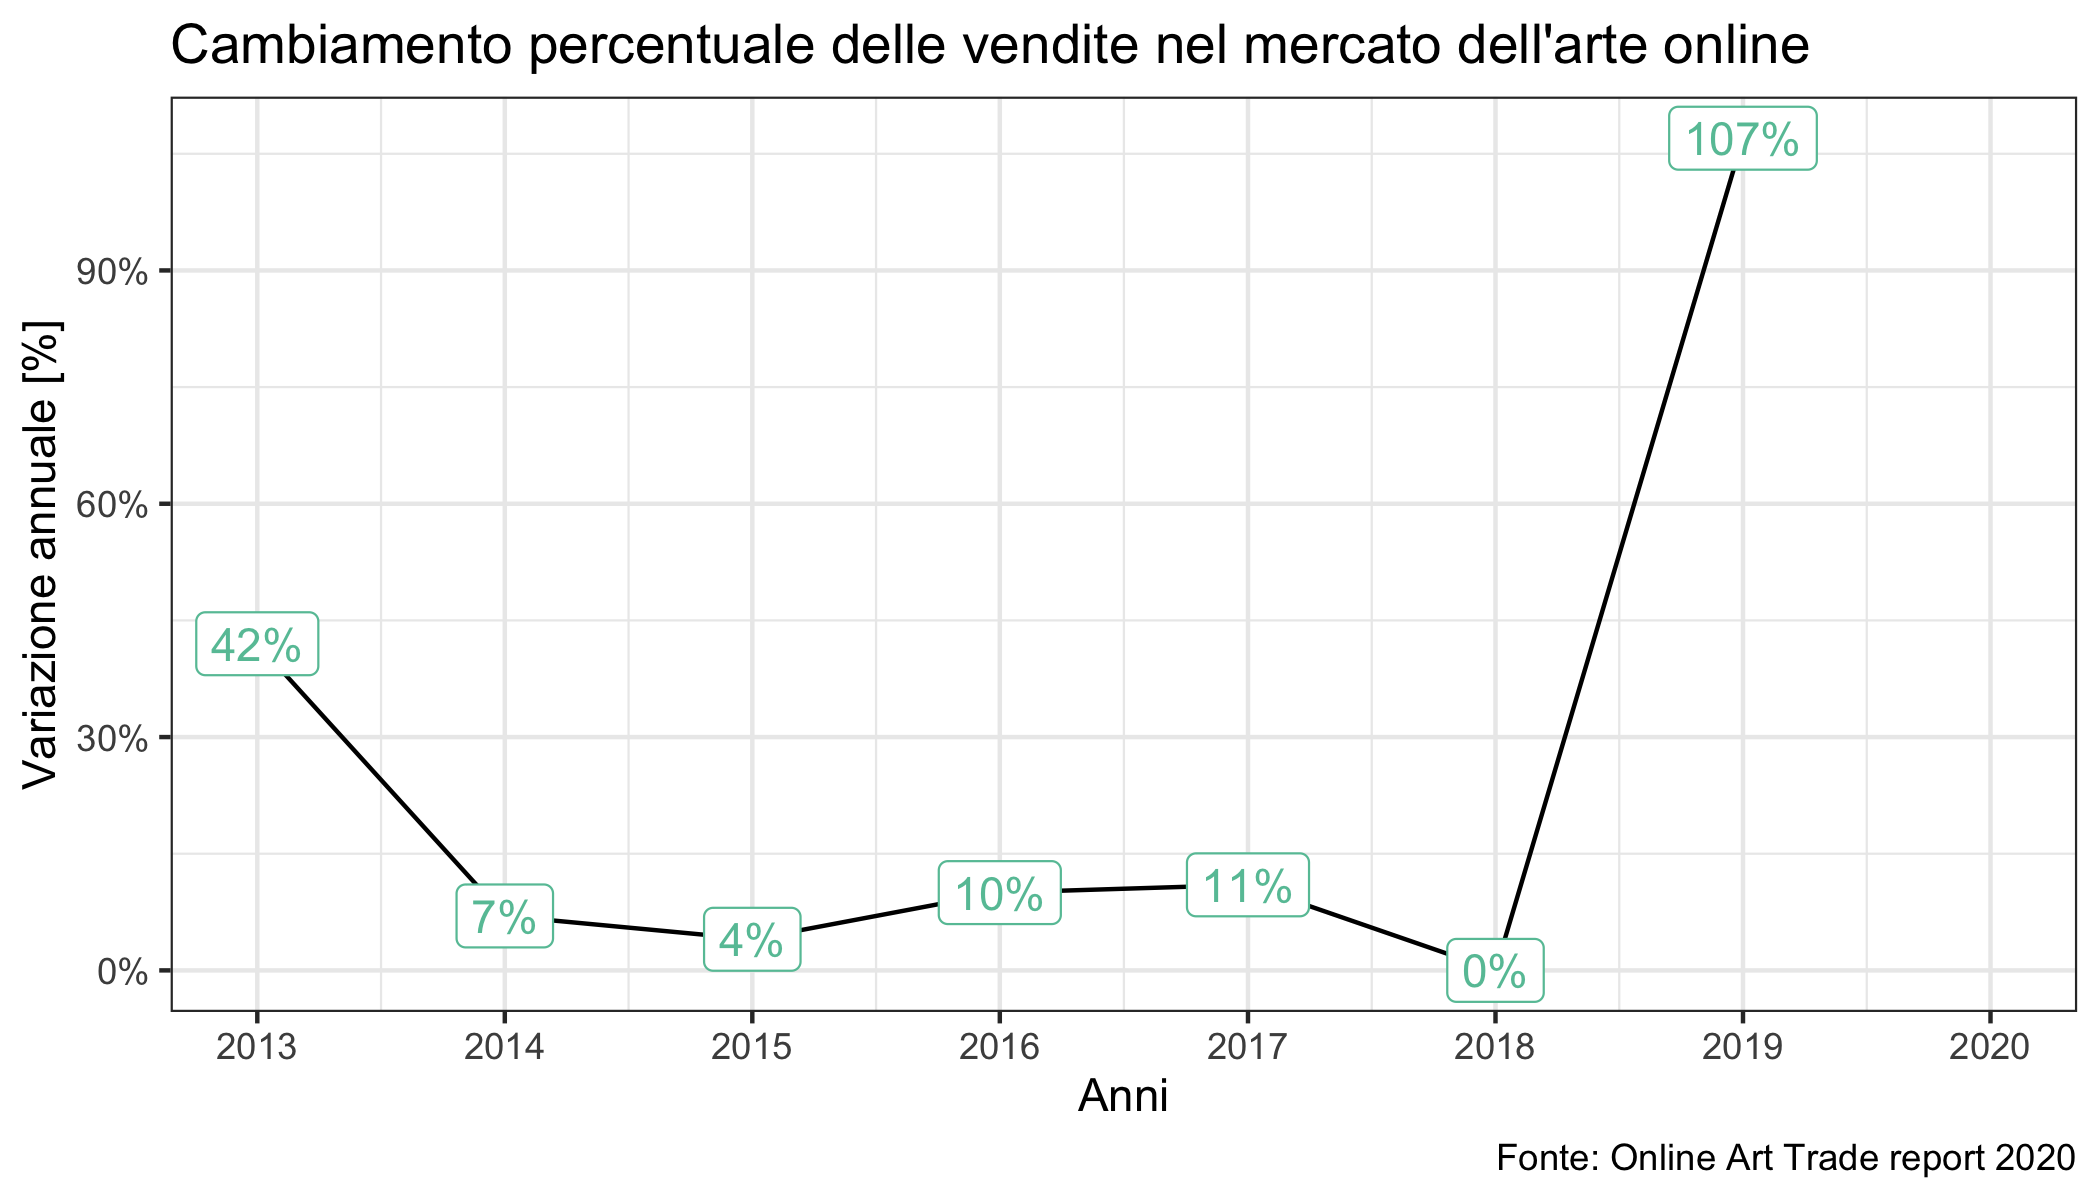 Cambiamento percentuale delle vendite nel mercato dell'arte online
Variazione annuale [%]
90%
60%
30%
0%
42%
7%
4%
10%
11%
0%
107%
2013 2014 2015 2016 2017 2018 2019 2020
Anni
Fonte: Online Art Trade report 2020